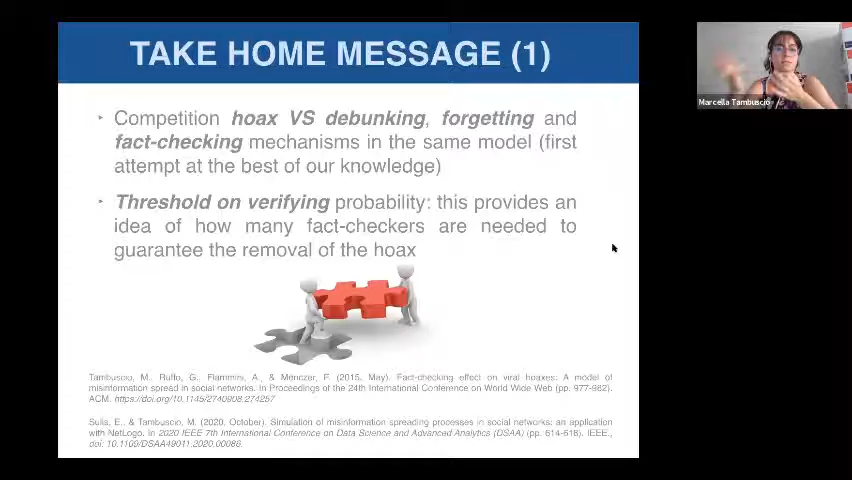 TAKE HOME MESSAGE (1)
Marcella Tambuscio
‣ Competition hoax VS debunking, forgetting and
fact-checking mechanisms in the same model (first
attempt at the best of our knowledge)
‣ Threshold on verifying probability: this provides an
idea of how many fact-checkers are needed to
guarantee the removal of the hoax
Tambuscio, M., Ruffo, G., Flammini, A., & Menczer, F. (2015, May). Fact-checking effect on viral hoaxes: A model of
misinformation spread in social networks. In Proceedings of the 24th International Conference on World Wide Web (pp. 977-982).
ACM. https://doi.org/10.1145/2740908.274257
Sulis, E., & Tambuscio, M. (2020, October). Simulation of misinformation spreading processes in social networks: an application
with NetLogo. In 2020 IEEE 7th International Conference on Data Science and Advanced Analytics (DSAA) (pp. 614-618). IEEE.,
doi: 10.1109/DSAA49011.2020.00086.